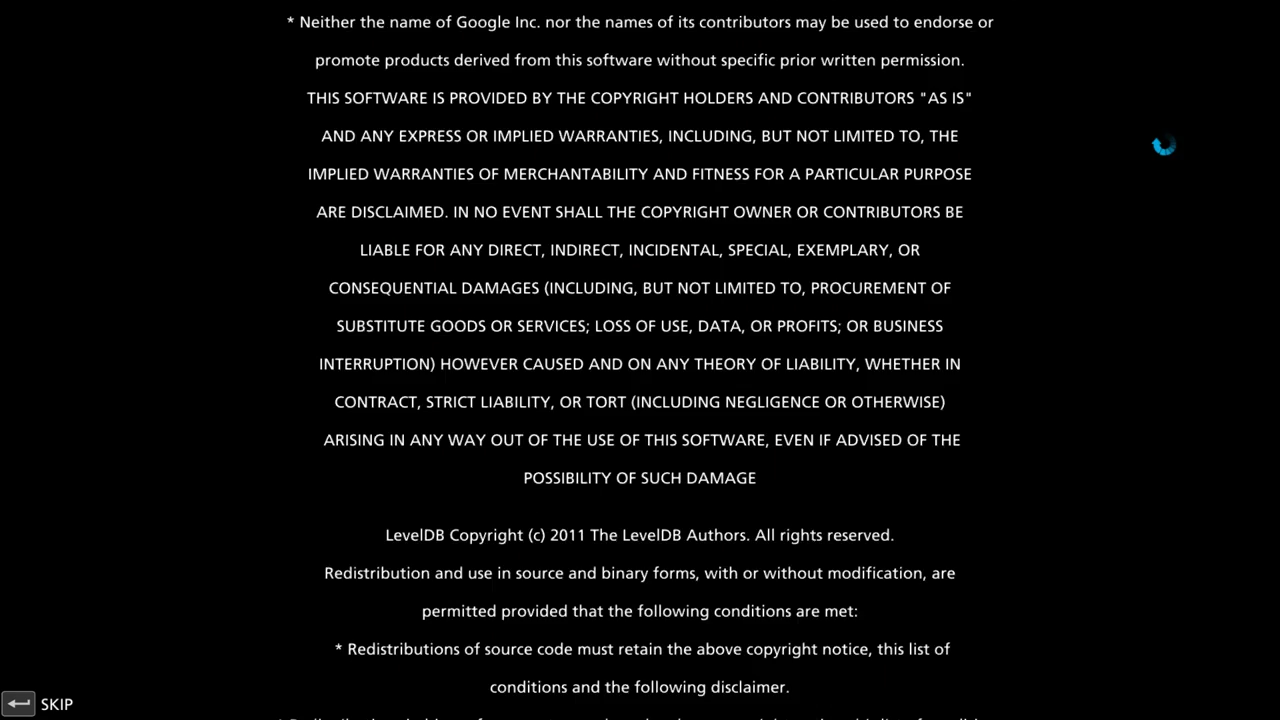 * Neither the name of Google Inc. nor the names of its contributors may be used to endorse or
promote products derived from this software without specific prior written permission.
THIS SOFTWARE IS PROVIDED BY THE COPYRIGHT HOLDERS AND CONTRIBUTORS "AS IS"
AND ANY EXPRESS OR IMPLIED WARRANTIES, INCLUDING, BUT NOT LIMITED TO, THE
IMPLIED WARRANTIES OF MERCHANTABILITY AND FITNESS FOR A PARTICULAR PURPOSE
ARE DISCLAIMED. IN NO EVENT SHALL THE COPYRIGHT OWNER OR CONTRIBUTORS BE
LIABLE FOR ANY DIRECT, INDIRECT, INCIDENTAL, SPECIAL, EXEMPLARY, OR
CONSEQUENTIAL DAMAGES (INCLUDING, BUT NOT LIMITED TO, PROCUREMENT OF
SUBSTITUTE GOODS OR SERVICES; LOSS OF USE, DATA, OR PROFITS; OR BUSINESS
INTERRUPTION) HOWEVER CAUSED AND ON ANY THEORY OF LIABILITY, WHETHER IN
CONTRACT, STRICT LIABILITY, OR TORT (INCLUDING NEGLIGENCE OR OTHERWISE)
ARISING IN ANY WAY OUT OF THE USE OF THIS SOFTWARE, EVEN IF ADVISED OF THE
POSSIBILITY OF SUCH DAMAGE
LevelDB Copyright (c) 2011 The LevelDB Authors. All rights reserved.
Redistribution and use in source and binary forms, with or without modification, are
permitted provided that the following conditions are met:
* Redistributions of source code must retain the above copyright notice, this list of
conditions and the following disclaimer.
SKIP